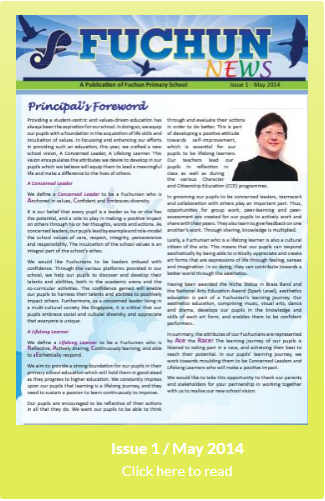 FUCHUN
NEWS
A Publication of Fuchun Primary School
Issue 1 - May 2014
Principal's Foreword
Providing a student-centric and values-driven education has
always been the aspiration for our school. In doing so, we equip
our pupils with a foundation in the acquisition of life skills and
inculcation of values. In focusing and enhancing our efforts
in providing such an education, this year, we crafted a new
school vision, A Concerned Leader, A Lifelong Learner. This
vision encapsulates the attributes we desire to develop in our
pupils which we believe will equip them to lead a meaningful
life and make a difference to the lives of others.
A Concerned Leader
We define a Concerned Leader to be a Fuchunian who is
Anchored in values, Confident and Embraces diversity.
It is our belief that every pupil is a leader as he or she has
the potential, and a role to play in making a positive impact
on others through his or her thoughts, words and actions. As
concerned leaders, our pupils lead by example and role-model
the school values of care, respect, integrity, perseverance
and responsibility. The inculcation of the school values is an
integral part of the school's ethos.
We would like Fuchunians to be leaders imbued with
confidence. Through the various platforms provided in our
school, we help our pupils to discover and develop their
talents and abilities, both in the academic arena and the
co-curricular activities. The confidence gained will enable
our pupils to harness their talents and abilities to positively
impact others. Furthermore, as a concerned leader living in
a multi-cultural society like Singapore, it is critical that our
pupils embrace social and cultural diversity, and appreciate
that everyone is unique.
A Lifelong Learner
We define a Lifelong Learner to be a Fuchunian who is
Reflective, Actively sharing, Continuously learning, and able
to aEsthetically respond.
We aim to provide a strong foundation for our pupils in their
primary school education which will hold them in good stead
as they progress to higher education. We constantly impress
upon our pupils that learning is a lifelong journey, and they
need to sustain a passion to learn continuously to improve.
Our pupils are encouraged to be reflective of their actions
in all that they do. We want our pupils to be able to think
through and evaluate their actions
in order to do better. This is part
of developing a positive attitude
towards self-improvement,
which is essential for our
pupils to be lifelong learners.
Our teachers lead our
pupils in reflection in
class as well as during
the various Character
and Citizenship Education (CCE) programmes.
In grooming our pupils to be concerned leaders, teamwork
and collaboration with others play an important part. Thus,
opportunities for group work, peer-learning and peer-
assessment are created for our pupils to actively work and
share with their peers. They also learn to give feedback on one
another's work. Through sharing, knowledge is multiplied.
Lastly, a Fuchunian who is a lifelong learner is also a cultural
citizen of the arts. This means that our pupils can respond
aesthetically by being able to critically appreciate and create
art forms that are expressions of life through feeling, senses
and imagination. In so doing, they can contribute towards a
better world through the aesthetics.
Having been awarded the Niche Status in Brass Band and
the National Arts Education Award (Spark Level), aesthetics
education is part of a Fuchunian's learning journey. Our
aesthetics education, comprising music, visual arts, dance
and drama, develops our pupils in the knowledge and
skills of each art form, and enables them to be confident
performers.
In summary, the attributes of our Fuchunians are represented
by ACE the RACE! The learning journey of our pupils is
likened to taking part in a race, and achieving their best to
reach their potential. In our pupils' learning journey, we
work towards moulding them to be Concerned Leaders and
Lifelong Learners who will make a positive impact.
We would like to take this opportunity to thank our parents
and stakeholders for your partnership in working together
with us to realise our new school vision.
Issue 1 / May 2014
Click here to read